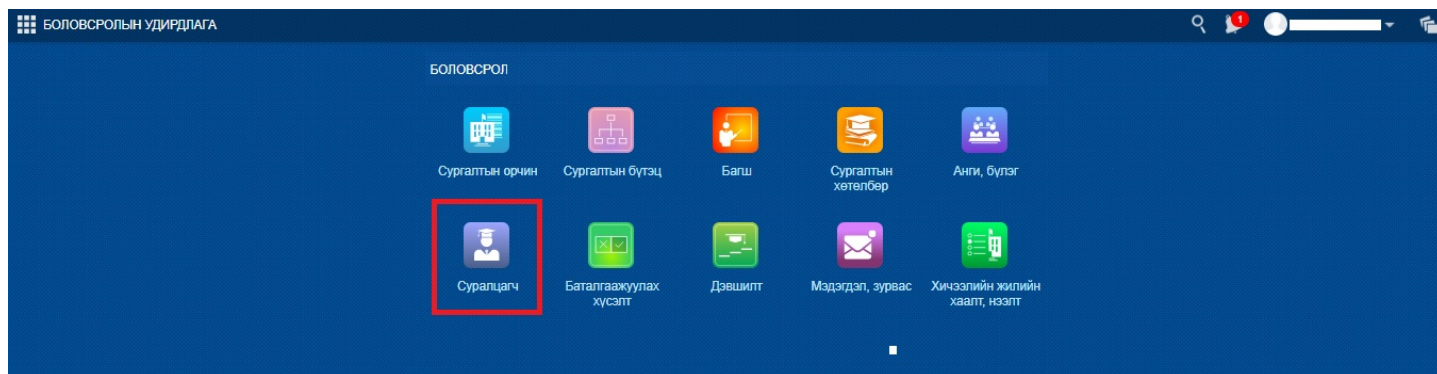 БОЛОВСРОЛЫН УДИРДЛАГА
1
БОЛОВСРОЛ
Сургалтын орчин
Сургалтын бүтэц
Багш
Сургалтын
хөтөлбөр
Анги, бүлэг
Суралцагч
Баталгаажуулах
хүсэлт
Дэвшилт
Мэдэгдэл, зурвас
Хичээлийн жилийн
хаалт, нээлт